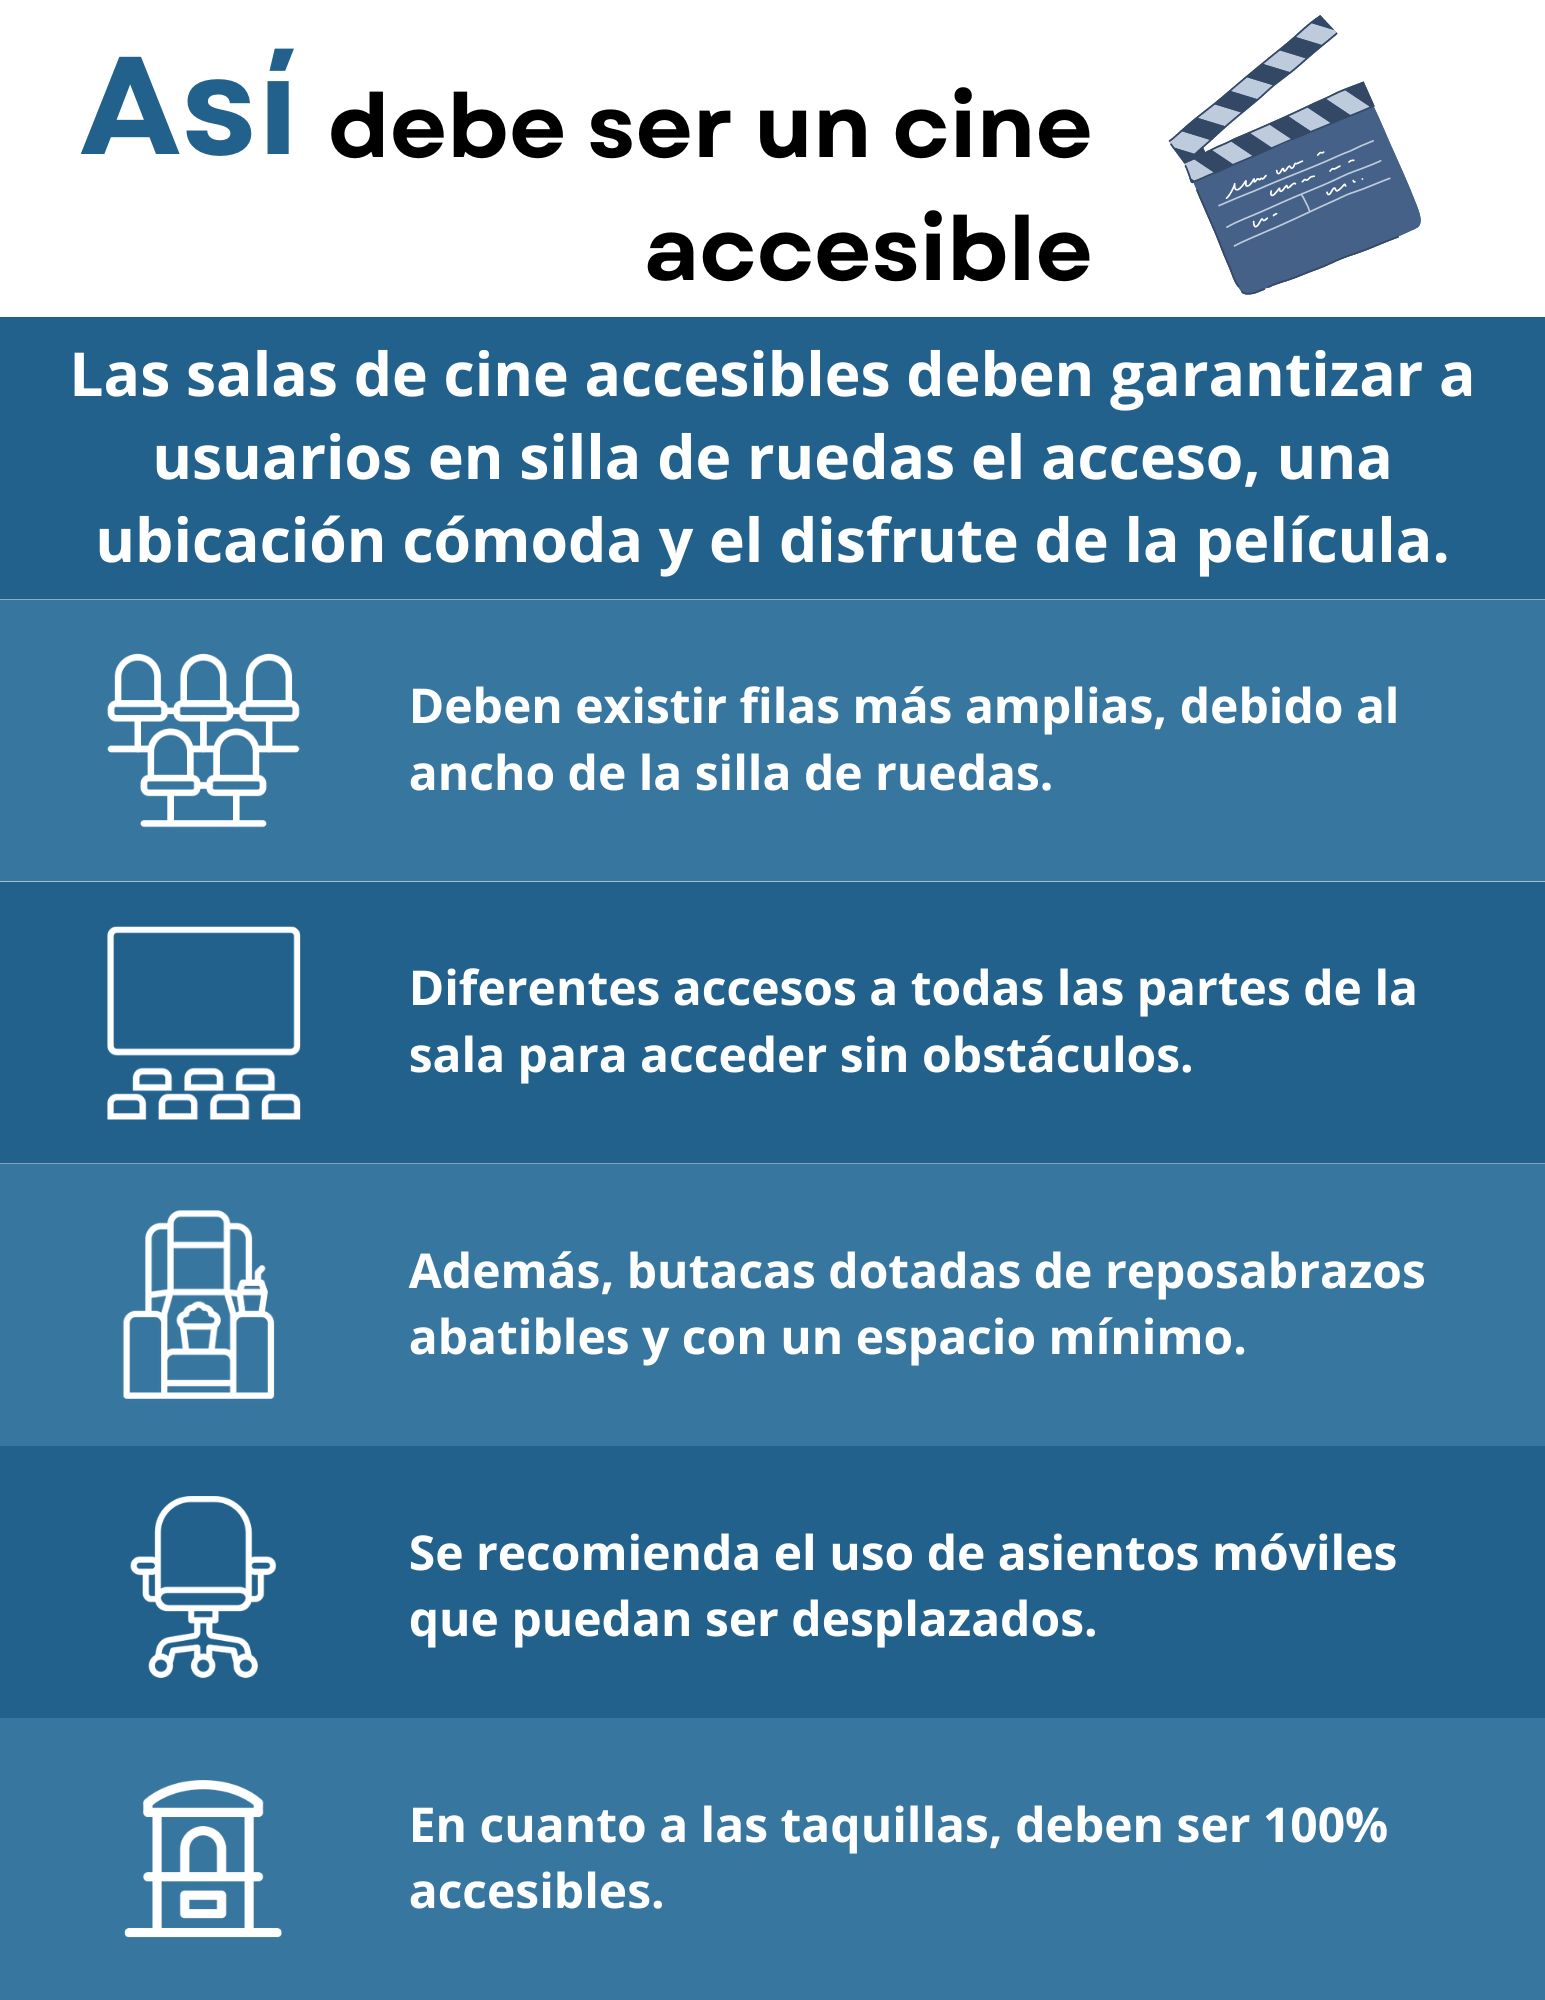 Así debe ser un cine
accesible
Las salas de cine accesibles deben garantizar a
usuarios en silla de ruedas el acceso, una
ubicación cómoda y el disfrute de la película.
Deben existir filas más amplias, debido al
ancho de la silla de ruedas.
Diferentes accesos a todas las partes de la
sala para acceder sin obstáculos.
Además, butacas dotadas de reposabrazos
abatibles y con un espacio mínimo.
Se recomienda el uso de asientos móviles
que puedan ser desplazados.
En cuanto a las taquillas, deben ser 100%
accesibles.